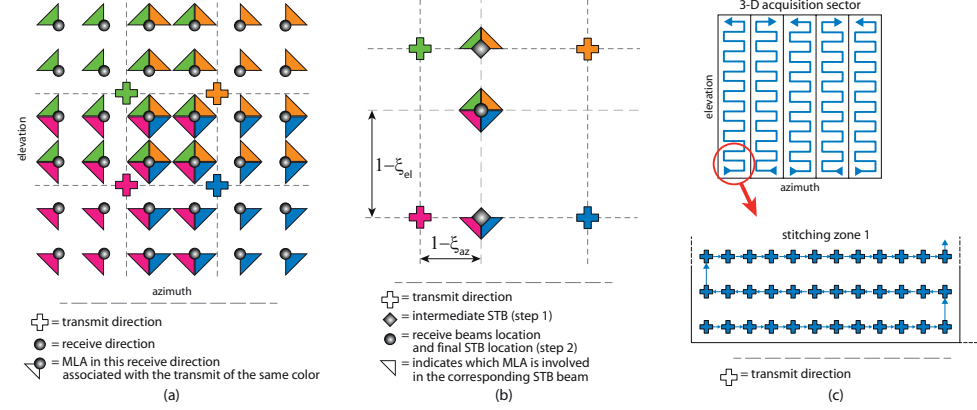 elevation
azimuth
= transmit direction
= receive direction
= MLA in this receive direction
associated with the transmit of the same color
(a)
1−ξel
1−ξaz
= transmit direction
= intermediate STB (step 1)
= receive beams location
and final STB location (step 2)
= indicates which MLA is involved
in the corresponding STB beam
(b)
3-D acquisition sector
elevation
azimuth
stitching zone 1
= transmit direction
(c)